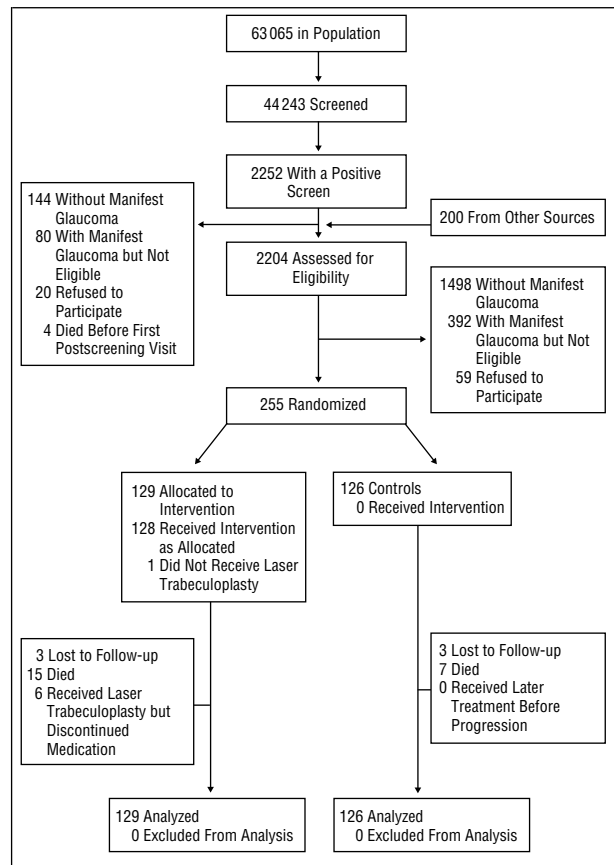 63 065 in Population
44 243 Screened
2252 With a Positive
Screen
144 Without Manifest
Glaucoma
80 With Manifest
Glaucoma but Not
Eligible
20 Refused to
Participate
4 Died Before First
Postscreening Visit
200 From Other Sources
2204 Assessed for
Eligibility
1498 Without Manifest
Glaucoma
392 With Manifest
Glaucoma but Not
Eligible
59 Refused to
Participate
255 Randomized
129 Allocated to
Intervention
128 Received Intervention
as Allocated
1 Did Not Receive Laser
Trabeculoplasty
126 Controls
0 Received Intervention
3 Lost to Follow-up
15 Died
6 Received Laser
Trabeculoplasty but
Discontinued
Medication
3 Lost to Follow-up
7 Died
0 Received Later
Treatment Before
Progression
129 Analyzed
0 Excluded From Analysis
126 Analyzed
0 Excluded From Analysis